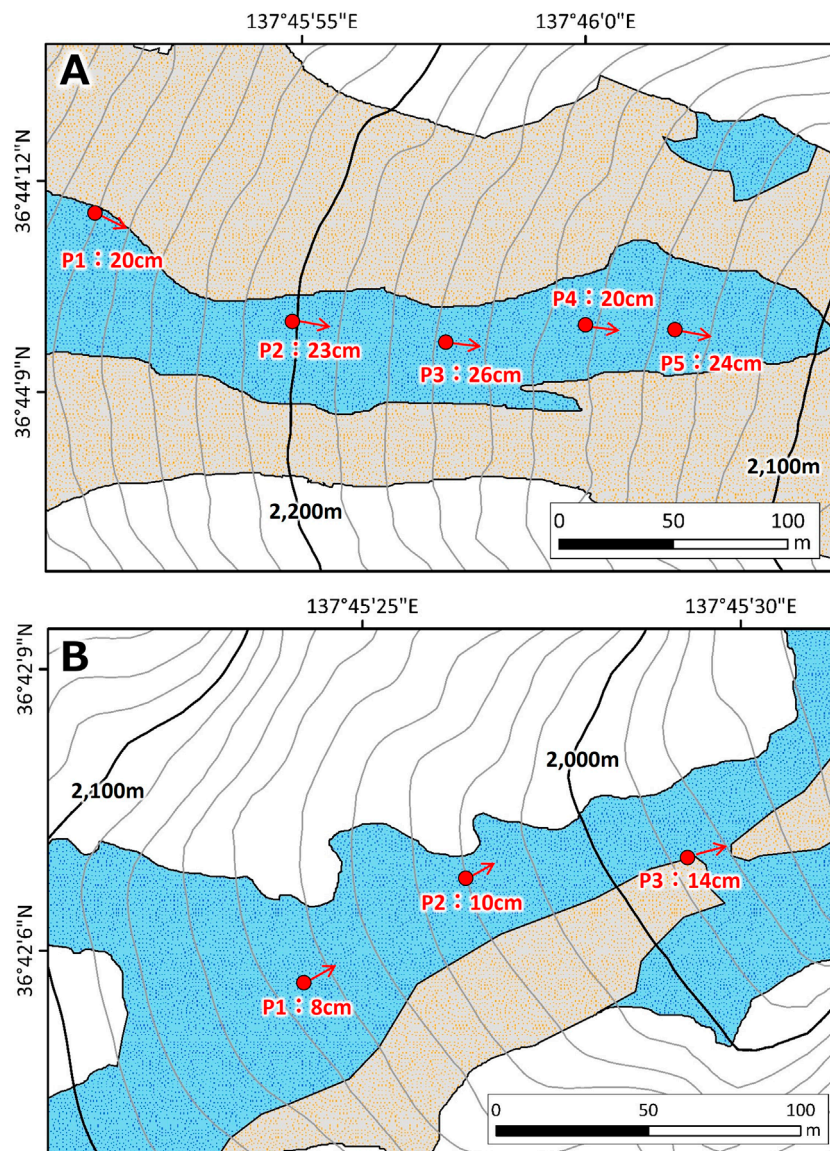 137°45'55"E
137°46'0"E
A
36°44'12"N
P1：20cm
P4：20cm
P2：23cm
P3：26cm
P5：24cm
36°44'9"N
2,100m
2,200m
0
50
100
m
137°45'25"E
137°45'30"E
B
36°42'9"N
2,000m
2,100m
P3：14cm
P2：10cm
36°42'6"N
P1：8cm
0
50
100
m